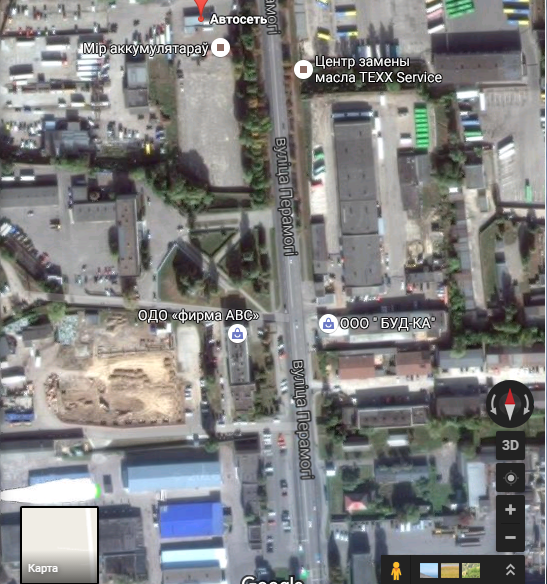 Автосеть
Мір аккумулятараў
Центр замены
масла TEXX Service
вуліца Перамогі
ОДО «фирма АВС»
ООО " БУД-КА"
вуліца Перамогі
3D
+
−
Карта
Google